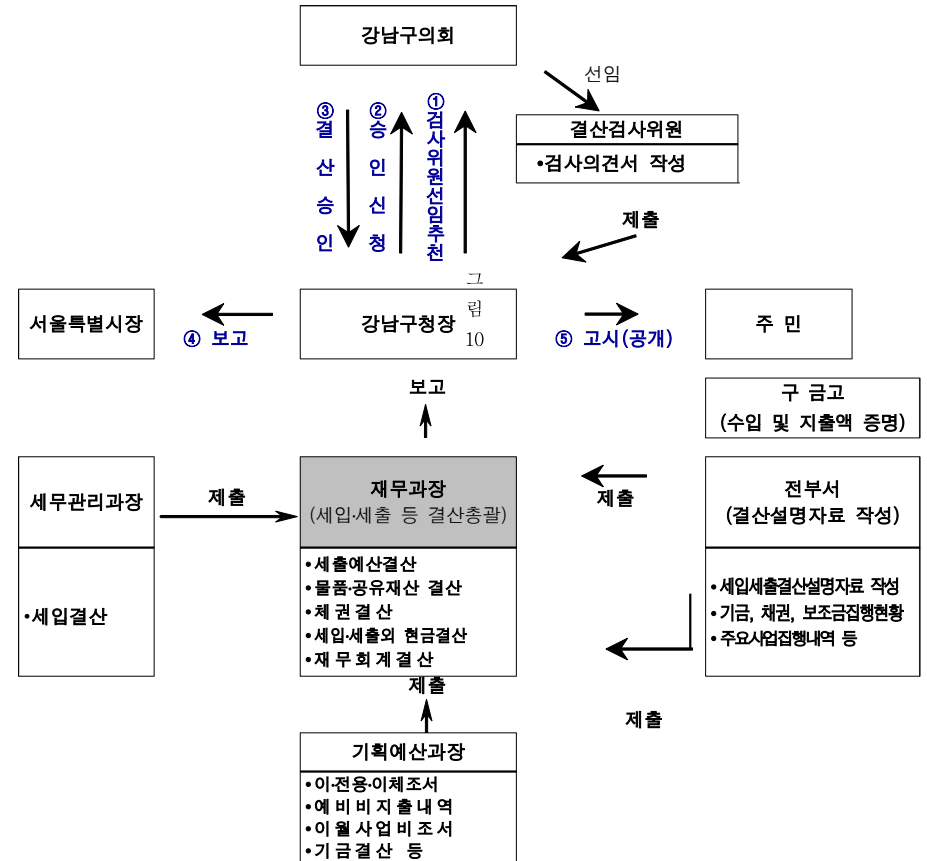 강남구의회
선임
결산검사위원
•검사의견서 작성
① 검사위원선임추천
② 승인신청
③ 결산승인
제출
그림10
서울특별시장
④ 보고
강남구청장
⑤ 고시(공개)
주 민
보고
구 금고
(수입 및 지출액 증명)
세무관리과장
제출
재무과장
(세입·세출 등 결산총괄)
제출
전부서
(결산설명자료 작성)
•세입결산
•세출예산결산
•물품·공유재산 결산
•체권결산
•세입·세출외 현금결산
•재무회계결산
•세입세출결산설명자료 작성
•기금, 채권, 보조금집행현황
•주요사업집행내역 등
제출
제출
기획예산과장
•이·전용·이체조서
•예비비지출내역
•이월사업비조서
•기금결산 등